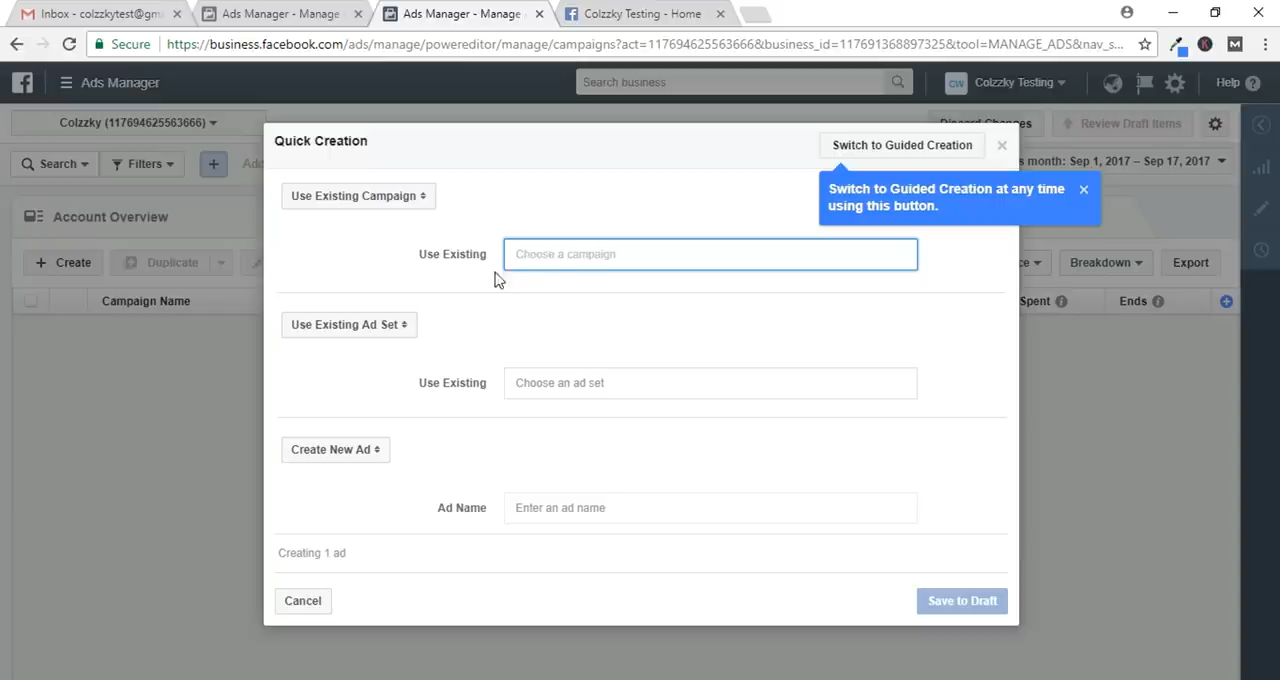 Inbox - colzzkytest@gm
Ads Manager - Manage
Ads Manager - Manage
Colzzky Testing - Home
Secure
https://business.facebook.com/ads/manage/powereditor/manage/campaigns?act=117694625563666&business_id=117691368897325&tool=MANAGE_ADS&nav_s...
Ads Manager
Search business
CW
Colzzky Testing
Help
Colzzky (117694625563666)
Discard Changes
Review Draft Items
Search
Filters
s month: Sep 1, 2017 – Sep 17, 2017
Account Overview
Create
Duplicate
Breakdown
Export
Campaign Name
Spent
Ends
Quick Creation
Switch to Guided Creation
Switch to Guided Creation at any time
using this button.
Use Existing Campaign
Use Existing
Choose a campaign
Use Existing Ad Set
Use Existing
Choose an ad set
Create New Ad
Ad Name
Enter an ad name
Creating 1 ad
Cancel
Save to Draft